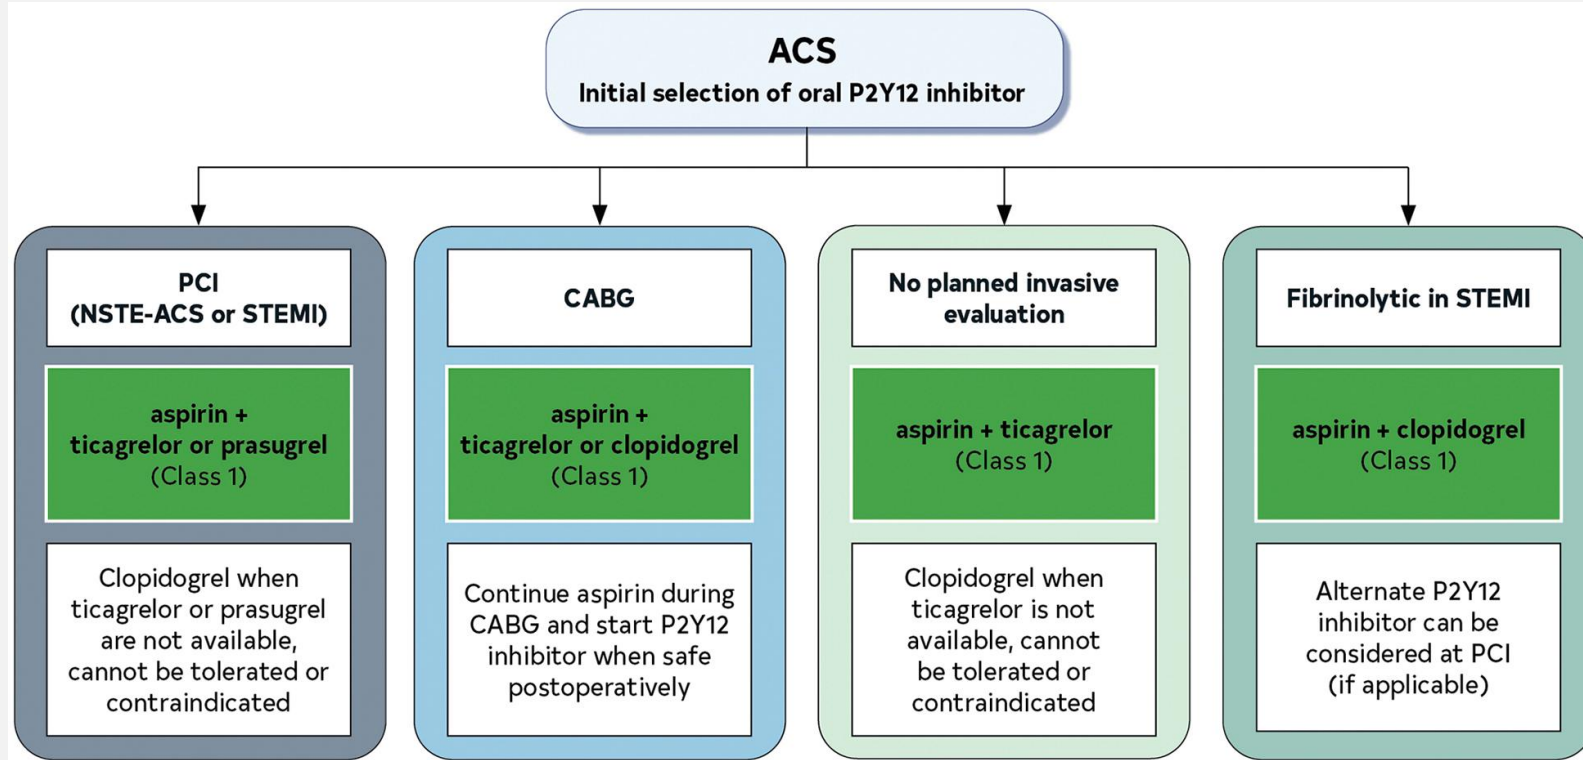 ACS
Initial selection of oral P2Y12 inhibitor
PCI
(NSTE-ACS or STEMI)
aspirin +
ticagrelor or prasugrel
(Class 1)
Clopidogrel when
ticagrelor or prasugrel
are not available,
cannot be tolerated or
contraindicated
CABG
aspirin +
ticagrelor or clopidogrel
(Class 1)
Continue aspirin during
CABG and start P2Y12
inhibitor when safe
postoperatively
No planned invasive
evaluation
aspirin + ticagrelor
(Class 1)
Clopidogrel when
ticagrelor is not
available, cannot
be tolerated or
contraindicated
Fibrinolytic in STEMI
aspirin + clopidogrel
(Class 1)
Alternate P2Y12
inhibitor can be
considered at PCI
(if applicable)